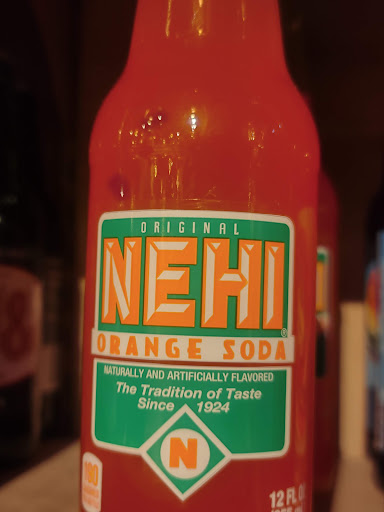 ORIGINAL
NEHI®
ORANGE SODA
NATURALLY AND ARTIFICIALLY FLAVORED
The Tradition of Taste
Since 1924
N
12 FL O